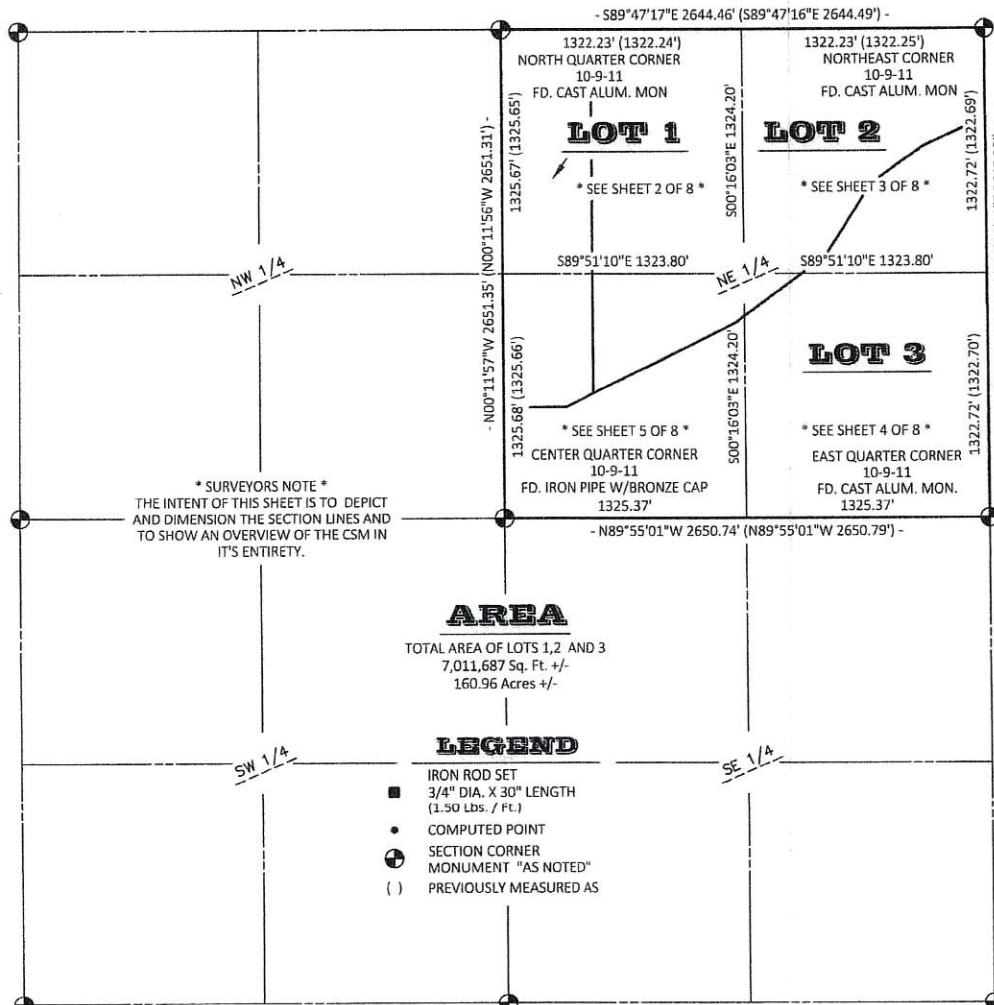 - S89°47'17"E 2644.46' (S89°47'16"E 2644.49') -
1322.23' (1322.24')
NORTH QUARTER CORNER
10-9-11
FD. CAST ALUM. MON
1322.23' (1322.25')
NORTHEAST CORNER
10-9-11
FD. CAST ALUM. MON
- N00°11'57"W 2651.35' (N00°11'56"W 2651.31') -
1325.67' (1325.65')
LOT 1
* SEE SHEET 2 OF 8 *
S00°16'03"E 1324.20'
LOT 2
* SEE SHEET 3 OF 8 *
1322.72' (1322.69')
NW 1/4
S89°51'10"E 1323.80'
NE 1/4
S89°51'10"E 1323.80'
1325.68' (1325.66')
S00°16'03"E 1324.20'
LOT 3
1322.72' (1322.70')
* SEE SHEET 5 OF 8 *
CENTER QUARTER CORNER
10-9-11
FD. IRON PIPE W/BRONZE CAP
1325.37'
* SEE SHEET 4 OF 8 *
EAST QUARTER CORNER
10-9-11
FD. CAST ALUM. MON.
1325.37'
- N89°55'01"W 2650.74' (N89°55'01"W 2650.79') -
* SURVEYORS NOTE *
THE INTENT OF THIS SHEET IS TO DEPICT
AND DIMENSION THE SECTION LINES AND
TO SHOW AN OVERVIEW OF THE CSM IN
IT'S ENTIRETY.
AREA
TOTAL AREA OF LOTS 1,2 AND 3
7,011,687 Sq. Ft. +/-
160.96 Acres +/-
SW 1/4
SE 1/4
LEGEND
IRON ROD SET
3/4" DIA. X 30" LENGTH
(1.50 Lbs. / Ft.)
COMPUTED POINT
SECTION CORNER
MONUMENT "AS NOTED"
( ) PREVIOUSLY MEASURED AS